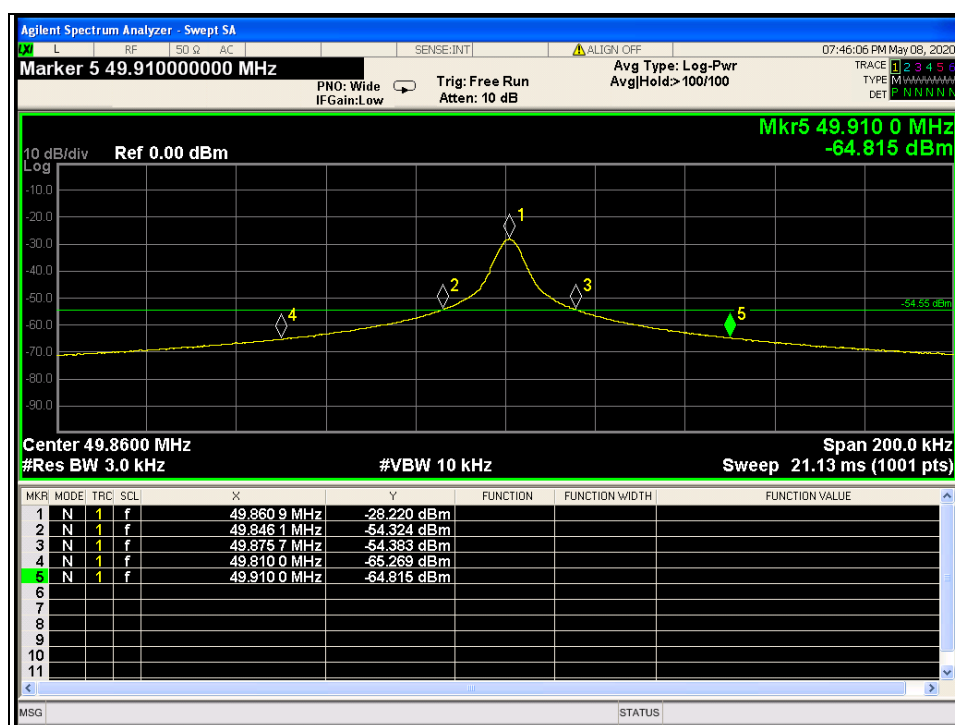 Agilent Spectrum Analyzer - Swept SA
LXI L RF 50 Ω AC SENSE:INT ALIGN OFF 07:46:06 PM May 08, 2020
Marker 5 49.910000000 MHz
PNO: Wide
IFGain:Low
Trig: Free Run
Atten: 10 dB
Avg Type: Log-Pwr
Avg|Hold:> 100/100
TRACE 1 2 3 4 5 6
TYPE MWWWWW
DET P N N N N N
Mkr5 49.910 0 MHz
-64.815 dBm
10 dB/div Ref 0.00 dBm
Log
-10.0
-20.0
-30.0
-40.0
-50.0
-60.0
-70.0
-80.0
-90.0
1
2
3
4
5
-54.55 dBm
Center 49.8600 MHz Span 200.0 kHz
#Res BW 3.0 kHz #VBW 10 kHz Sweep 21.13 ms (1001 pts)
MKR MODE TRC SCL X Y FUNCTION FUNCTION WIDTH FUNCTION VALUE
1 N 1 f 49.860 9 MHz -28.220 dBm
2 N 1 f 49.846 1 MHz -54.324 dBm
3 N 1 f 49.875 7 MHz -54.383 dBm
4 N 1 f 49.810 0 MHz -65.269 dBm
5 N 1 f 49.910 0 MHz -64.815 dBm
6
7
8
9
10
11
MSG STATUS